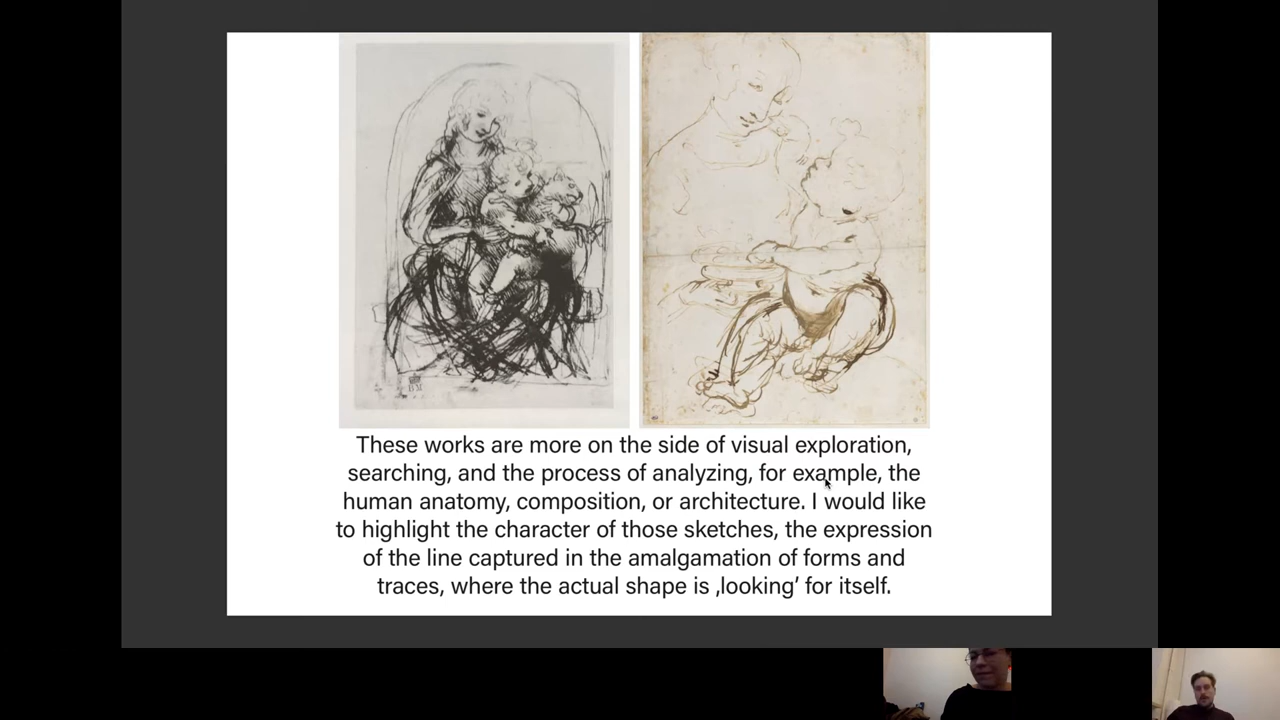 These works are more on the side of visual exploration,
searching, and the process of analyzing, for example, the
human anatomy, composition, or architecture. I would like
to highlight the character of those sketches, the expression
of the line captured in the amalgamation of forms and
traces, where the actual shape is ‚looking’ for itself.